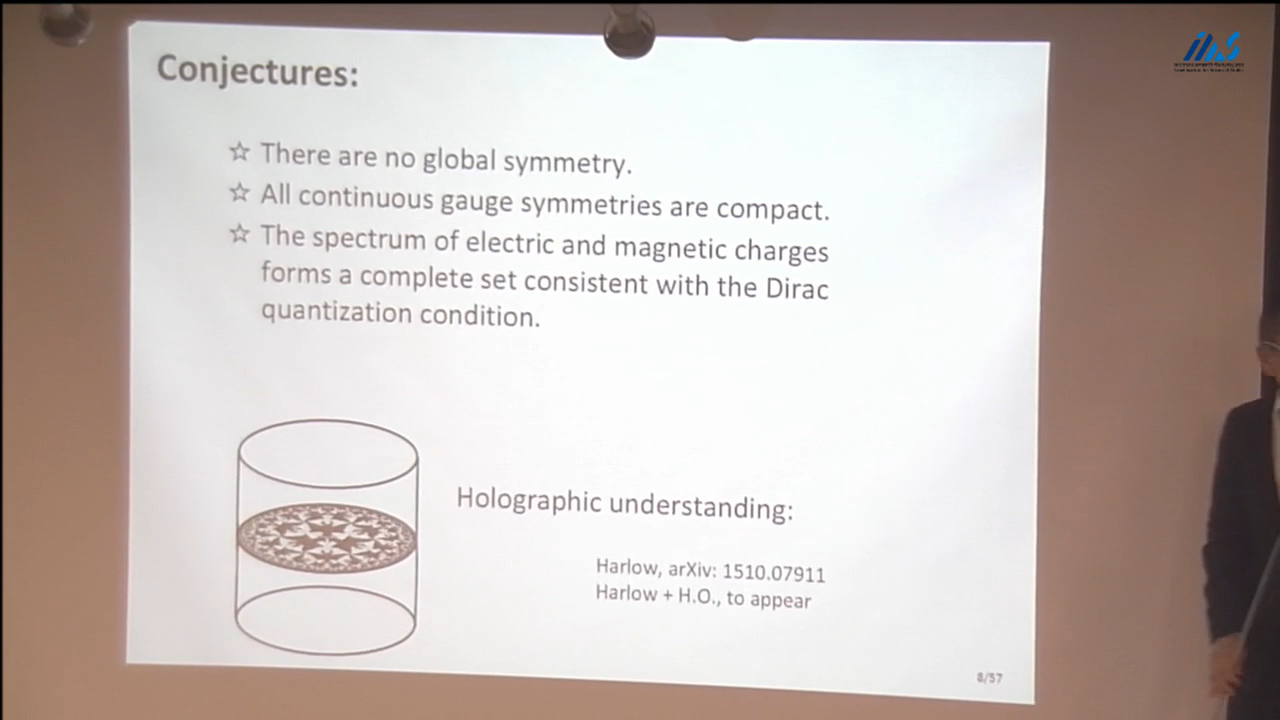 Conjectures:
☆ There are no global symmetry.
☆ All continuous gauge symmetries are compact.
☆ The spectrum of electric and magnetic charges
forms a complete set consistent with the Dirac
quantization condition.
Holographic understanding:
Harlow, arXiv: 1510.07911
Harlow + H.O., to appear
8/57